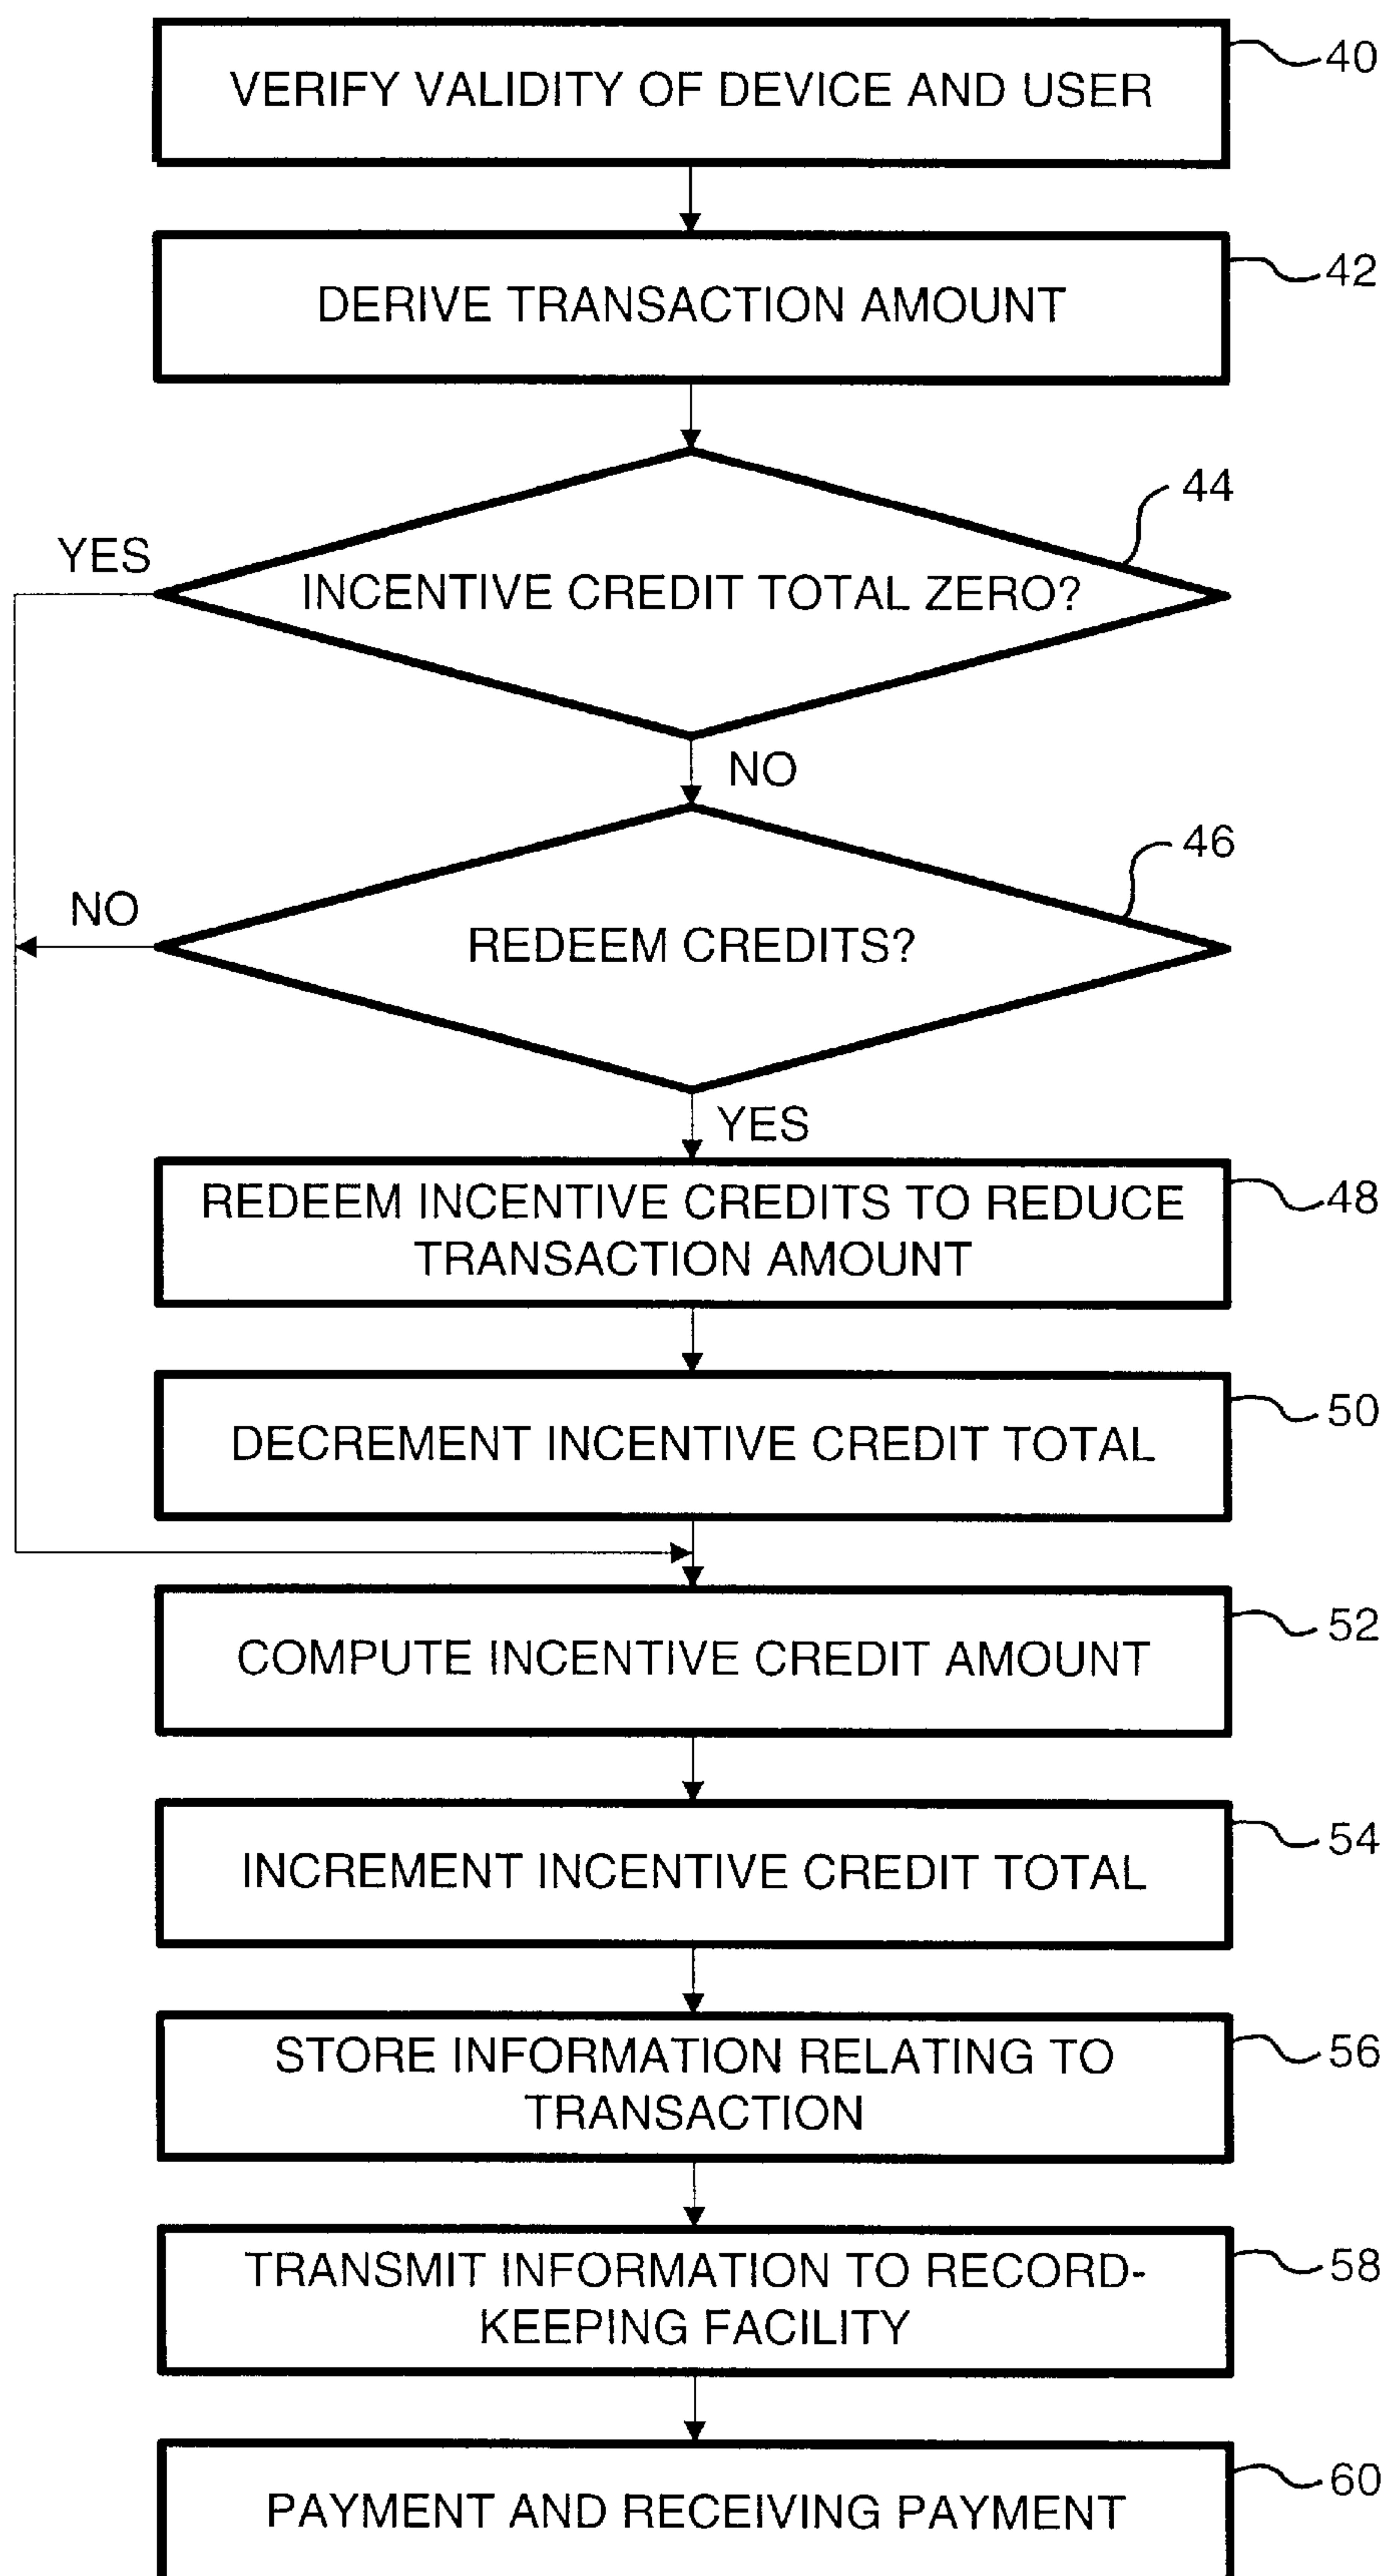 VERIFY VALIDITY OF DEVICE AND USER
40
DERIVE TRANSACTION AMOUNT
42
44
YES
INCENTIVE CREDIT TOTAL ZERO?
NO
46
NO
REDEEM CREDITS?
YES
REDEEM INCENTIVE CREDITS TO REDUCE
TRANSACTION AMOUNT
48
DECREMENT INCENTIVE CREDIT TOTAL
50
COMPUTE INCENTIVE CREDIT AMOUNT
52
INCREMENT INCENTIVE CREDIT TOTAL
54
STORE INFORMATION RELATING TO
TRANSACTION
56
TRANSMIT INFORMATION TO RECORD-
KEEPING FACILITY
58
PAYMENT AND RECEIVING PAYMENT
60